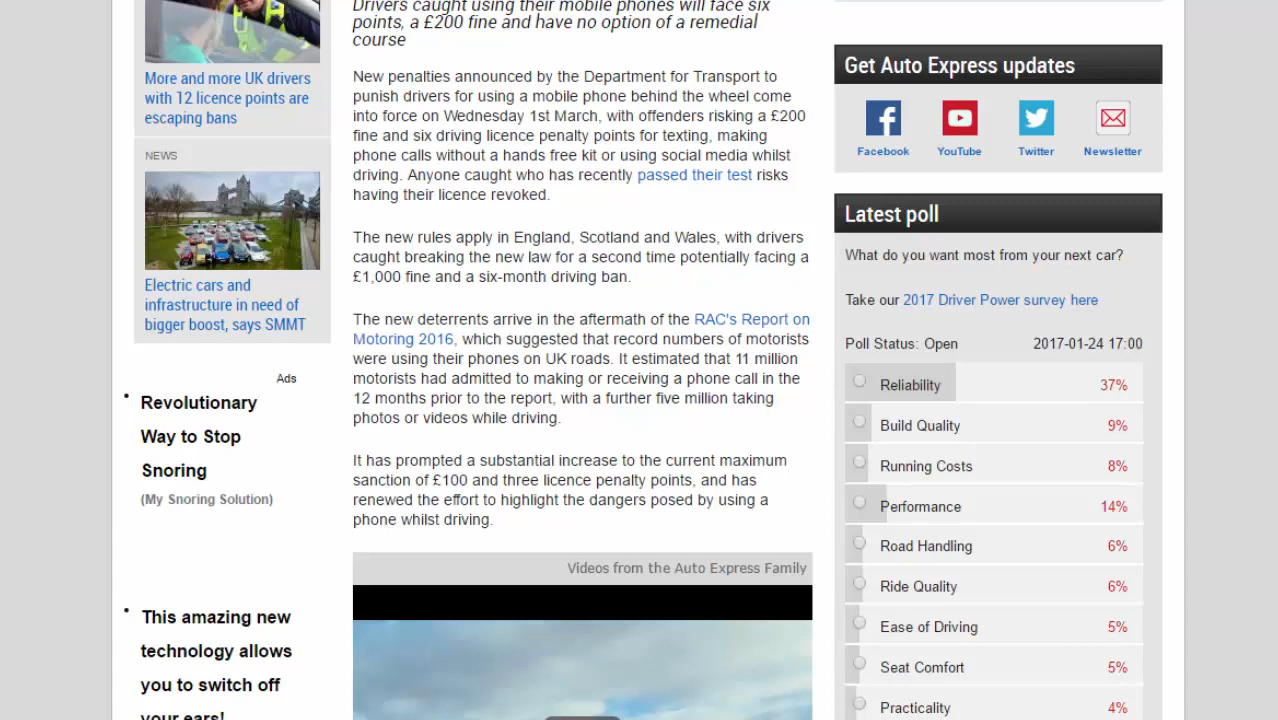 Drivers caught using their mobile phones will face six
points, a £200 fine and have no option of a remedial
course
More and more UK drivers
with 12 licence points are
escaping bans
NEWS
Electric cars and
infrastructure in need of
bigger boost, says SMMT
Ads
Revolutionary
Way to Stop
Snoring
(My Snoring Solution)
This amazing new
technology allows
you to switch off
your ears!
New penalties announced by the Department for Transport to
punish drivers for using a mobile phone behind the wheel come
into force on Wednesday 1st March, with offenders risking a £200
fine and six driving licence penalty points for texting, making
phone calls without a hands free kit or using social media whilst
driving. Anyone caught who has recently passed their test risks
having their licence revoked.
The new rules apply in England, Scotland and Wales, with drivers
caught breaking the new law for a second time potentially facing a
£1,000 fine and a six-month driving ban.
The new deterrents arrive in the aftermath of the RAC's Report on
Motoring 2016, which suggested that record numbers of motorists
were using their phones on UK roads. It estimated that 11 million
motorists had admitted to making or receiving a phone call in the
12 months prior to the report, with a further five million taking
photos or videos while driving.
It has prompted a substantial increase to the current maximum
sanction of £100 and three licence penalty points, and has
renewed the effort to highlight the dangers posed by using a
phone whilst driving.
Videos from the Auto Express Family
Get Auto Express updates
Facebook YouTube Twitter Newsletter
Latest poll
What do you want most from your next car?
Take our 2017 Driver Power survey here
Poll Status: Open 2017-01-24 17:00
Reliability 37%
Build Quality 9%
Running Costs 8%
Performance 14%
Road Handling 6%
Ride Quality 6%
Ease of Driving 5%
Seat Comfort 5%
Practicality 4%